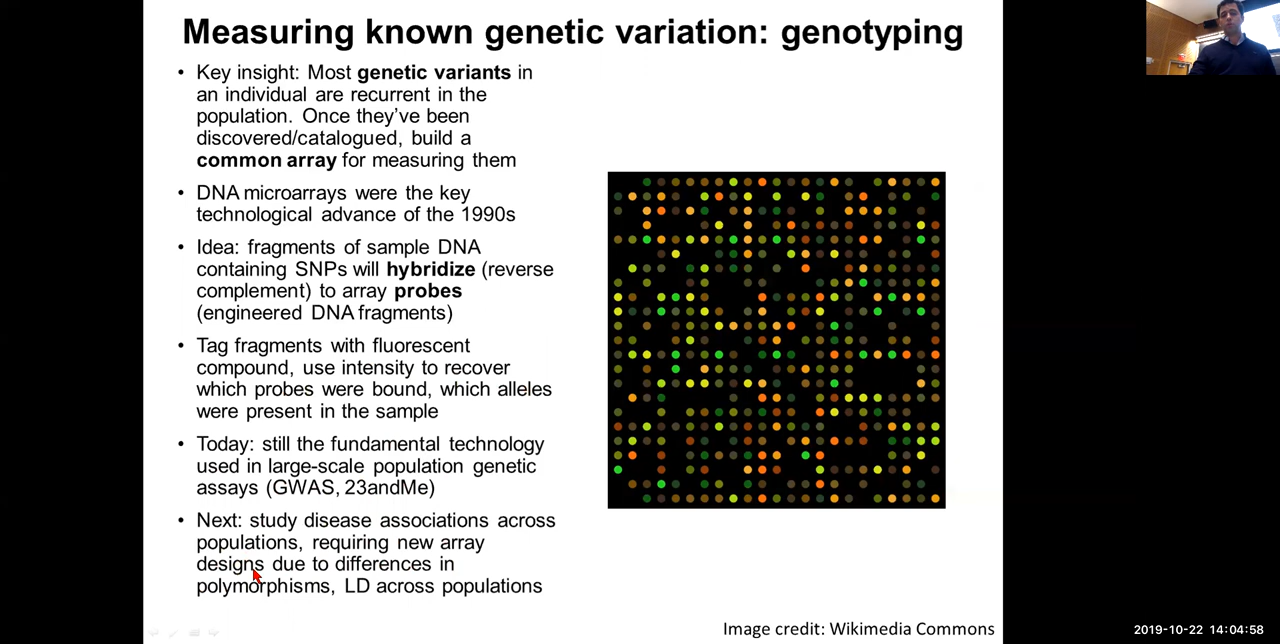 Measuring known genetic variation: genotyping
• Key insight: Most genetic variants in
an individual are recurrent in the
population. Once they've been
discovered/catalogued, build a
common array for measuring them
• DNA microarrays were the key
technological advance of the 1990s
• Idea: fragments of sample DNA
containing SNPs will hybridize (reverse
complement) to array probes
(engineered DNA fragments)
• Tag fragments with fluorescent
compound, use intensity to recover
which probes were bound, which alleles
were present in the sample
• Today: still the fundamental technology
used in large-scale population genetic
assays (GWAS, 23andMe)
• Next: study disease associations across
populations, requiring new array
designs due to differences in
polymorphisms, LD across populations
Image credit: Wikimedia Commons
2019-10-22 14:04:58